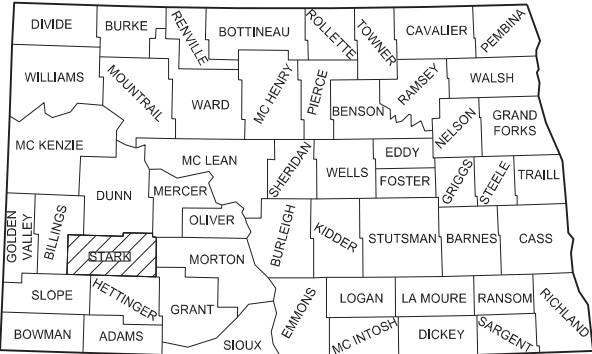 DIVIDE
BURKE
RENVILLE
BOTTINEAU
ROLLETTE
TOWNER
CAVALIER
PEMBINA
WILLIAMS
MOUNTRAIL
WARD
MC HENRY
PIERCE
BENSON
RAMSEY
WALSH
MC KENZIE
MC LEAN
SHERIDAN
WELLS
EDDY
FOSTER
NELSON
GRAND
FORKS
DUNN
MERCER
OLIVER
GRIGGS
STEELE
TRAILL
GOLDEN
VALLEY
BILLINGS
STARK
MORTON
BURLEIGH
KIDDER
STUTSMAN
BARNES
CASS
SLOPE
HETTINGER
GRANT
EMMONS
LOGAN
LA MOURE
RANSOM
RICHLAND
BOWMAN
ADAMS
SIOUX
MC INTOSH
DICKEY
SARGENT